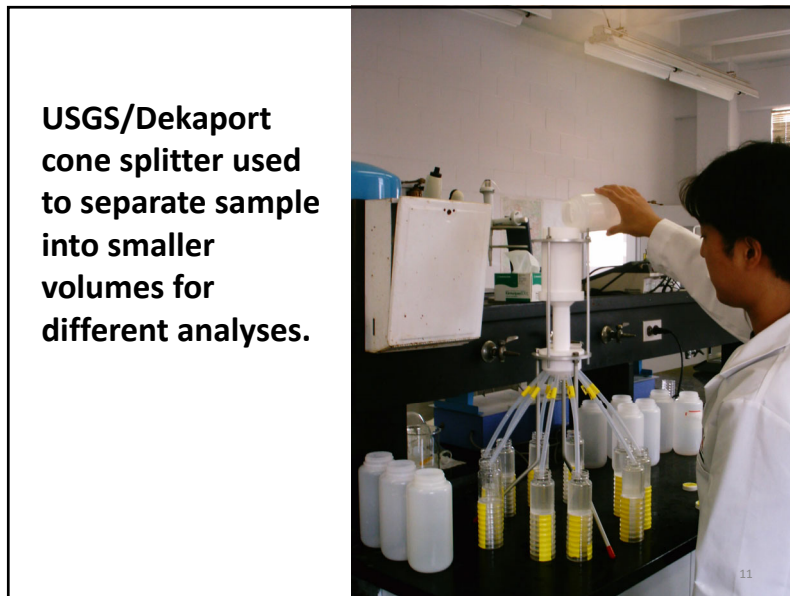 USGS/Dekaport
cone splitter used
to separate sample
into smaller
volumes for
different analyses.
11